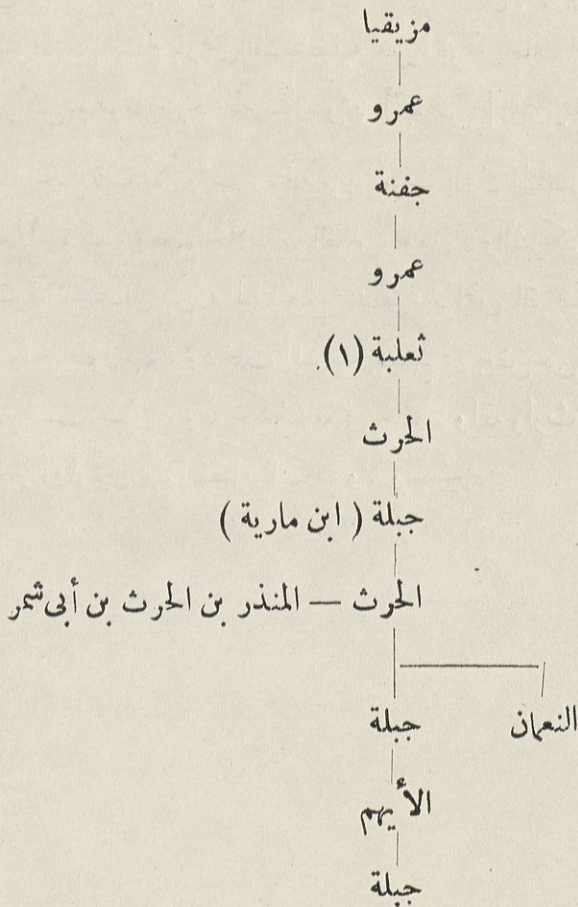 مزيقيا
عمرو
جفنة
عمرو
ثعلبة (١)
الحرث
جبلة ( ابن مارية )
الحرث — المنذر بن الحرث بن أبى شمر
النعمان جبلة
الأيهم
جبلة